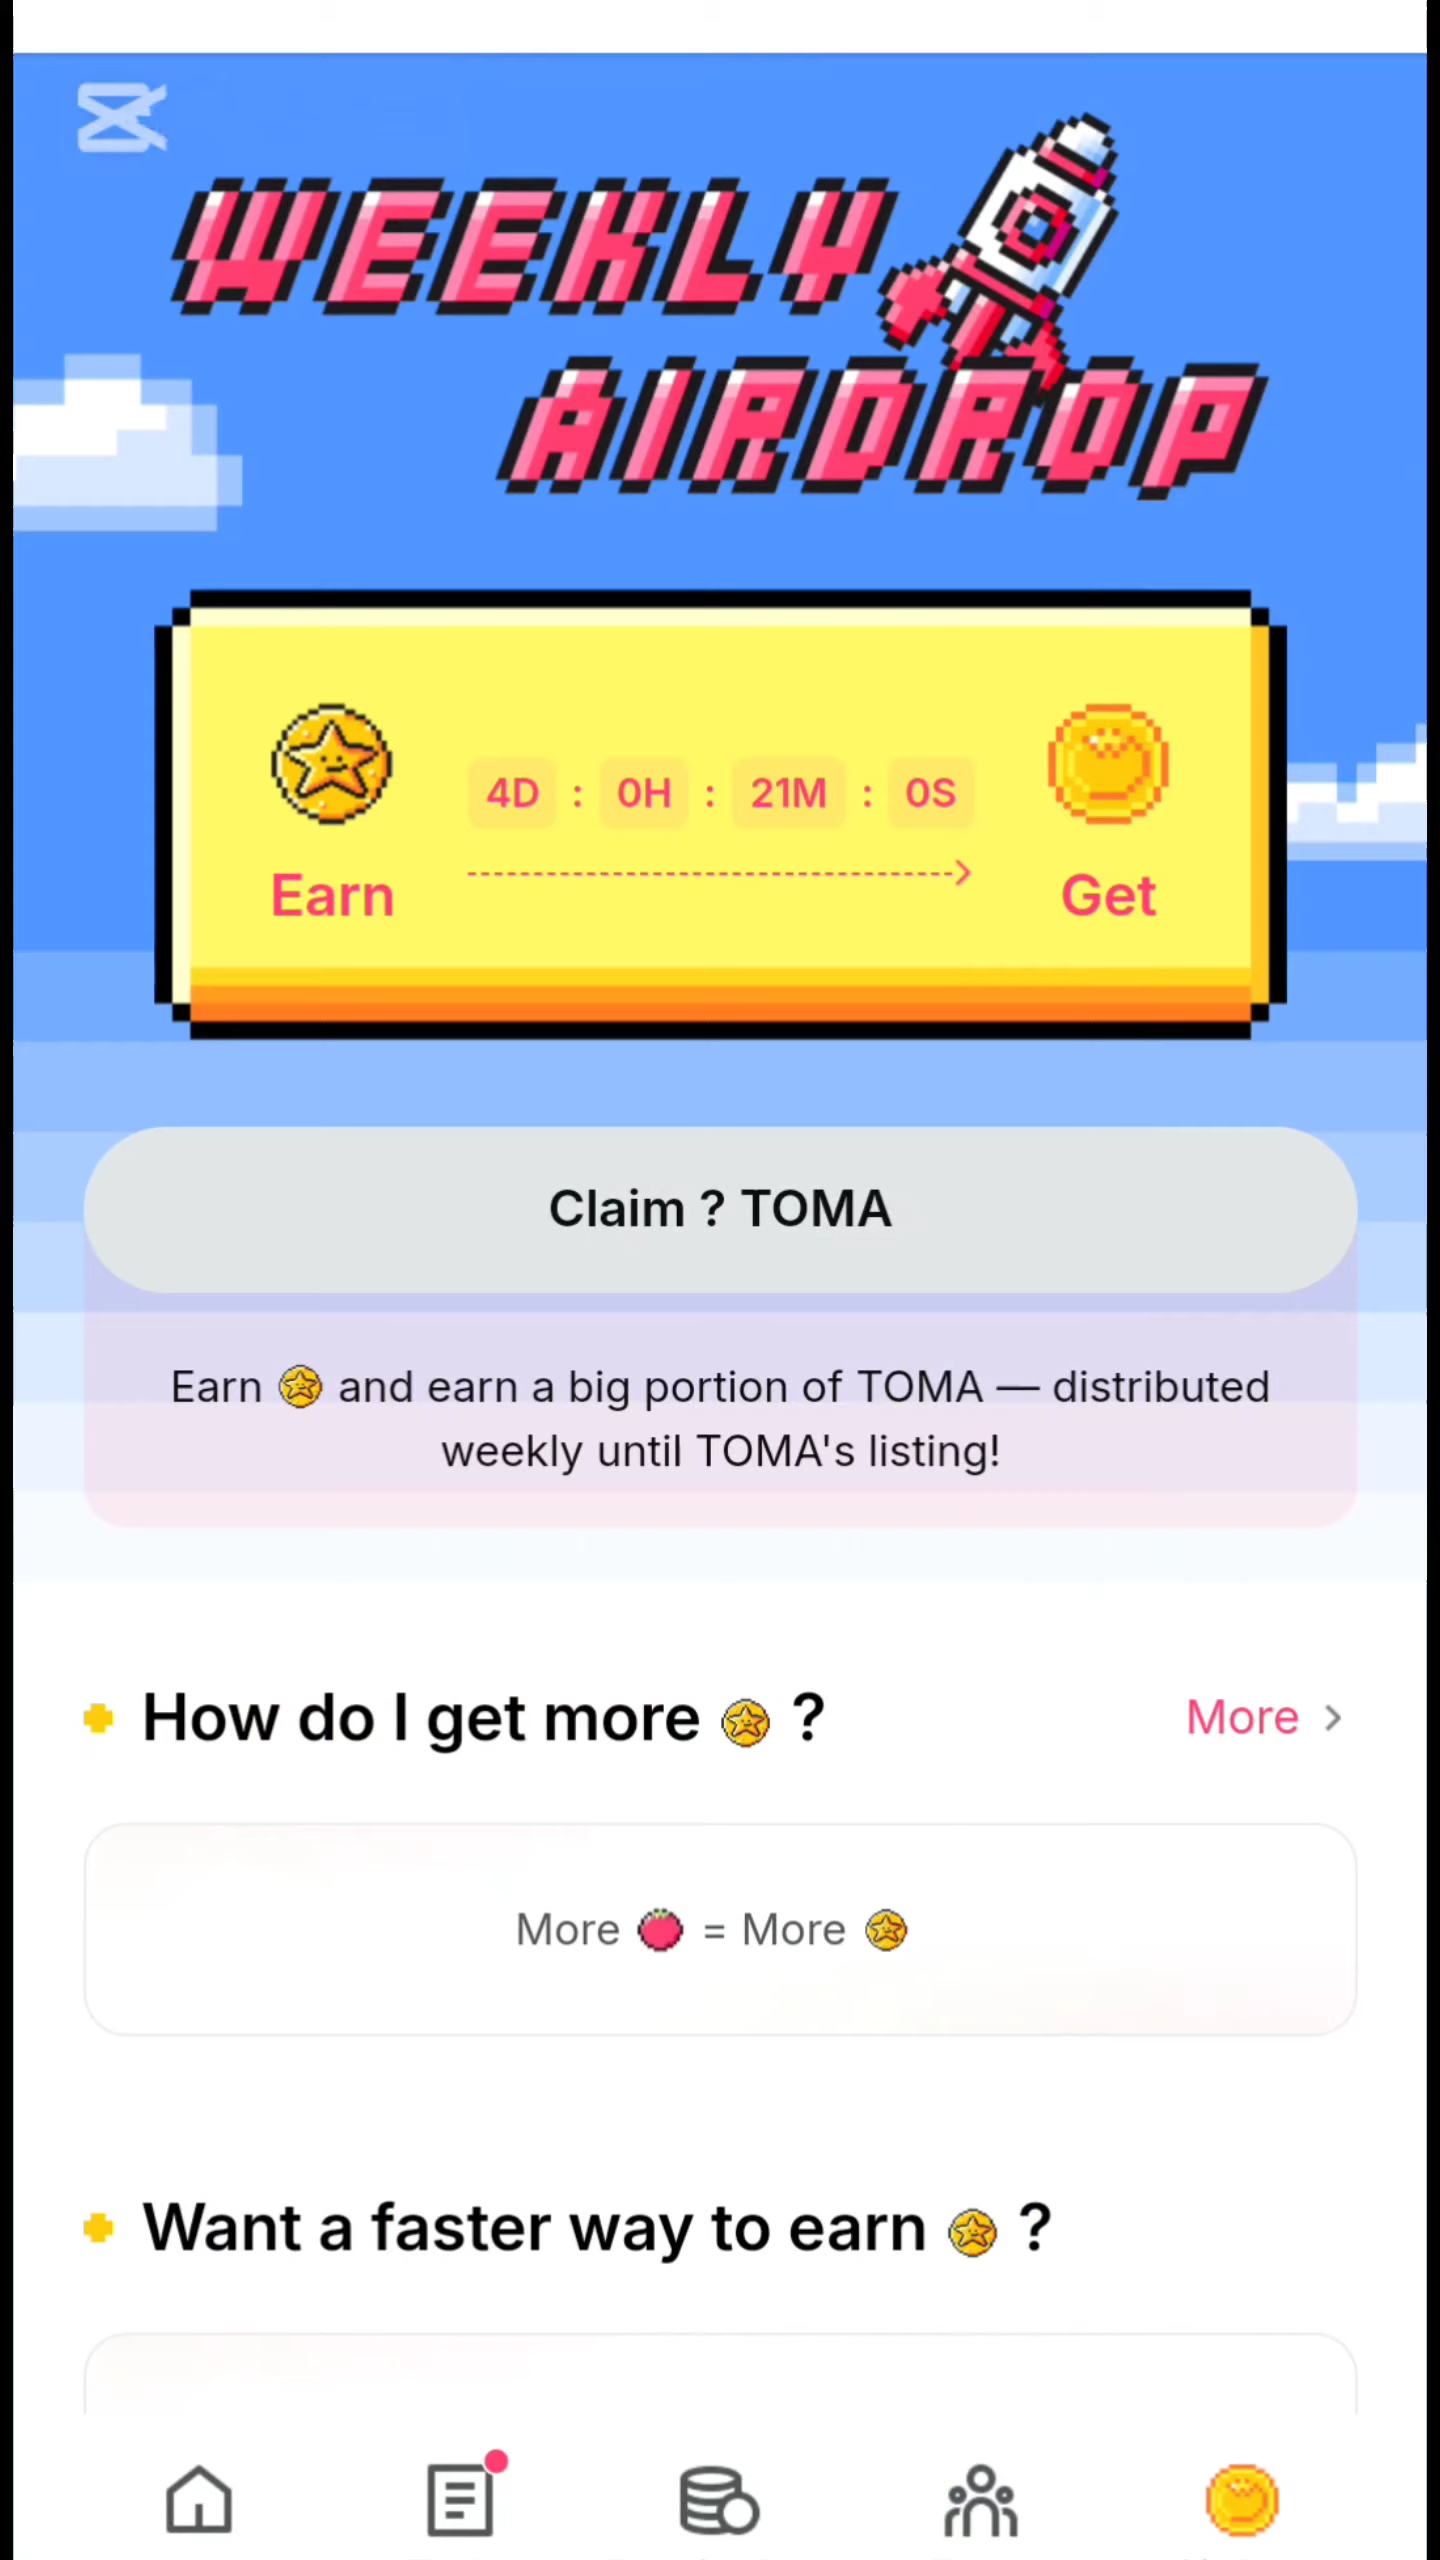 WEEKLY
AIRDROP
4D : 0H : 21M : 0S
Earn
Get
Claim ? TOMA
Earn and earn a big portion of TOMA — distributed
weekly until TOMA's listing!
How do I get more ?
More >
More = More
Want a faster way to earn ?